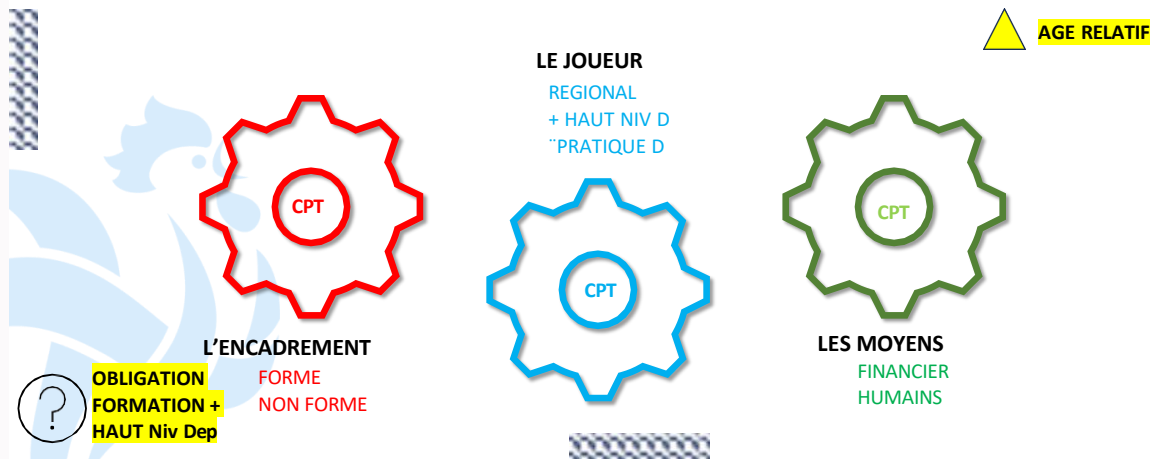 AGE RELATIF
LE JOUEUR
REGIONAL
+ HAUT NIV D
¨PRATIQUE D
CPT
CPT
CPT
L’ENCADREMENT
FORME
NON FORME
?
OBLIGATION
FORMATION +
HAUT Niv Dep
LES MOYENS
FINANCIER
HUMAINS